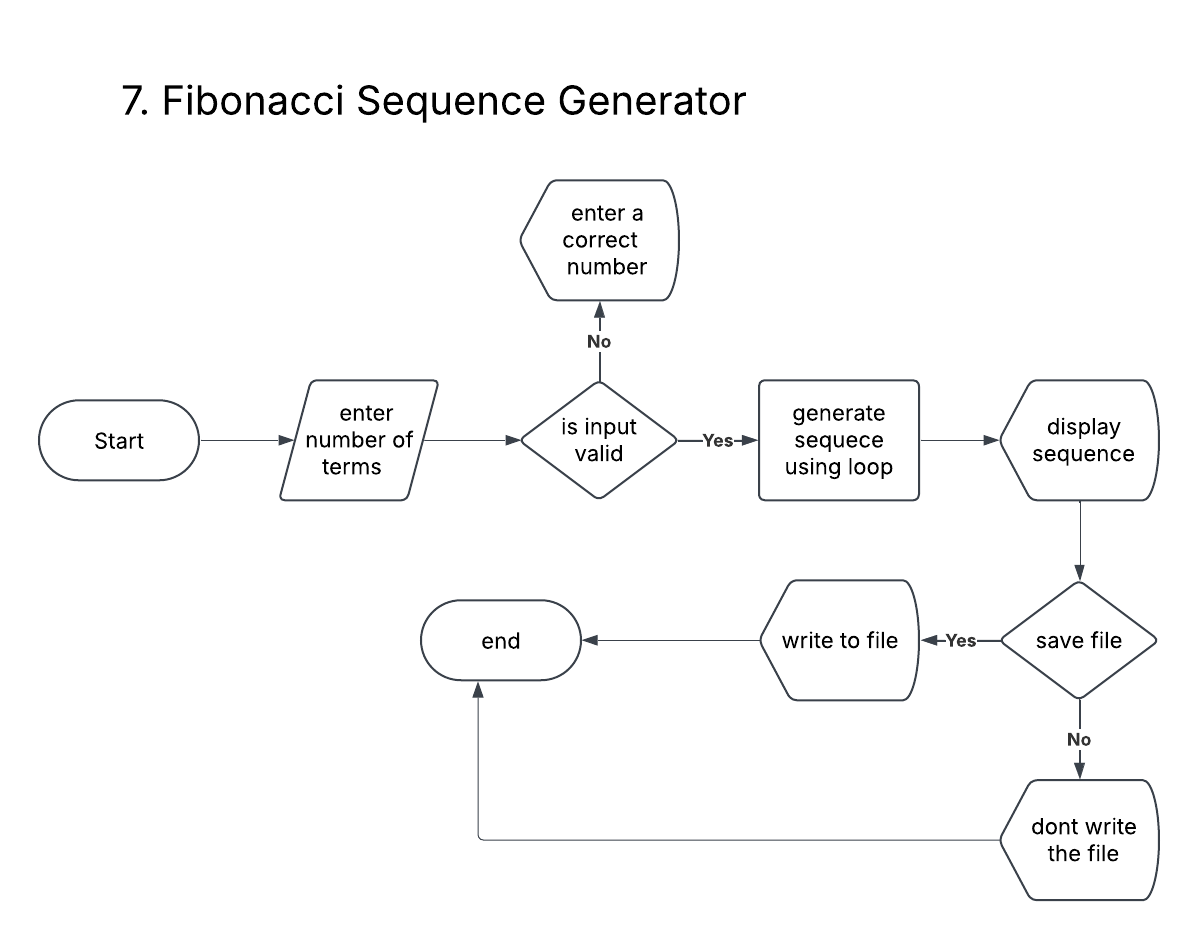 7. Fibonacci Sequence Generator
enter a
correct
number
No
Start
enter
number of
terms
is input
valid
Yes
generate
sequece
using loop
display
sequence
end
write to file
Yes
save file
No
dont write
the file